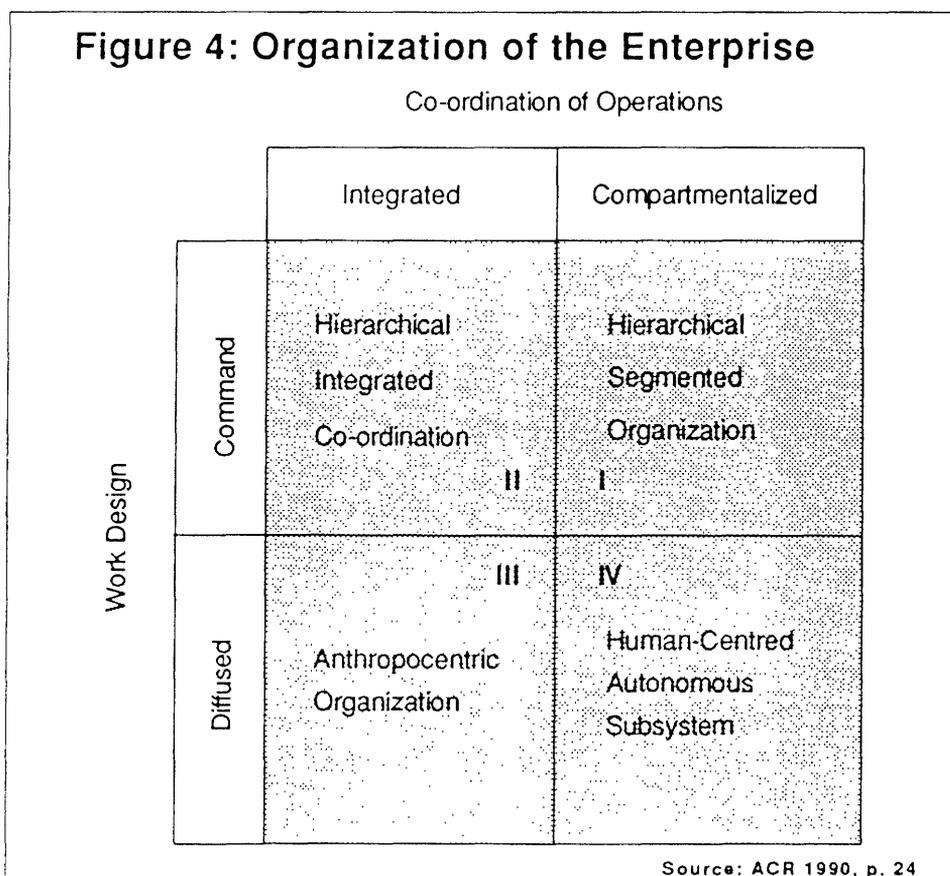 Figure 4: Organization of the Enterprise
Co-ordination of Operations
Integrated
Compartmentalized
Work Design
Command
Hierarchical
Integrated
Co-ordination
II
Hierarchical
Segmented
Organization
I
Diffused
III
Anthropocentric
Organization
IV
Human-Centred
Autonomous
Subsystem
Source: ACR 1990, p. 24